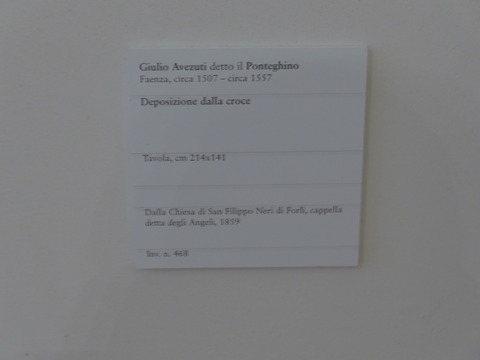 Giulio Avezuti detto il Ponteghino
Faenza, circa 1507 – circa 1557
Deposizione dalla croce
Tavola, cm 214x141
Dalla Chiesa di San Filippo Neri di Forlì, cappella
detta degli Angeli, 1859
Inv. n. 468